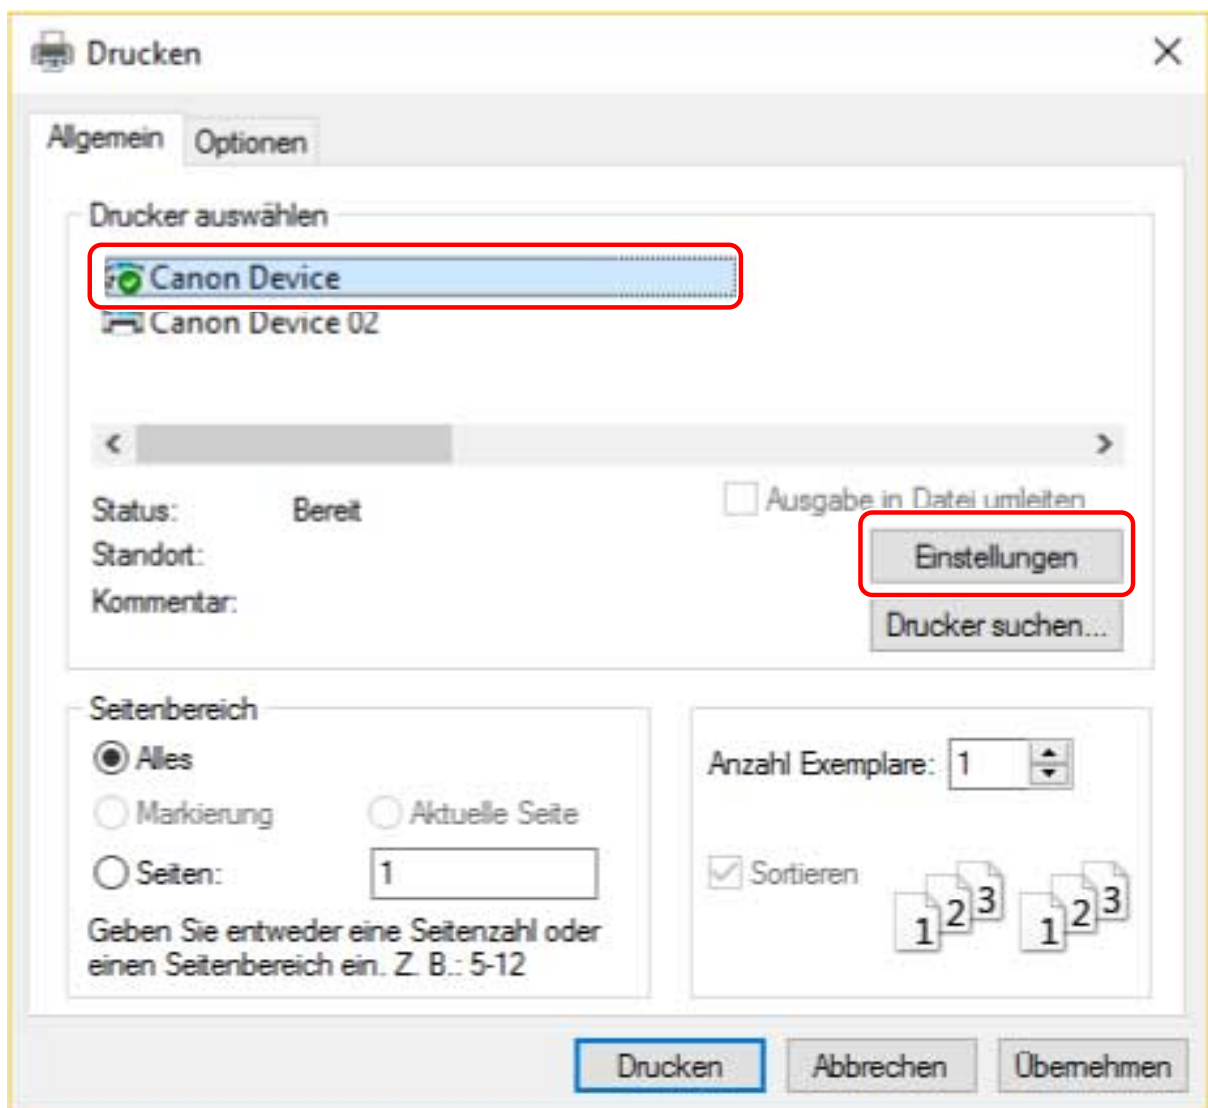 Drucken
Allgemein Optionen
Drucker auswählen
Canon Device
Canon Device 02
Status: Bereit
Ausgabe in Datei umleiten
Standort:
Einstellungen
Kommentar:
Drucker suchen...
Seitenbereich
Alles
Markierung Aktuelle Seite
Seiten: 1
Geben Sie entweder eine Seitenzahl oder
einen Seitenbereich ein. Z. B.: 5-12
Anzahl Exemplare: 1
Sortieren
1 2 3 1 2 3
Drucken Abbrechen Übernehmen